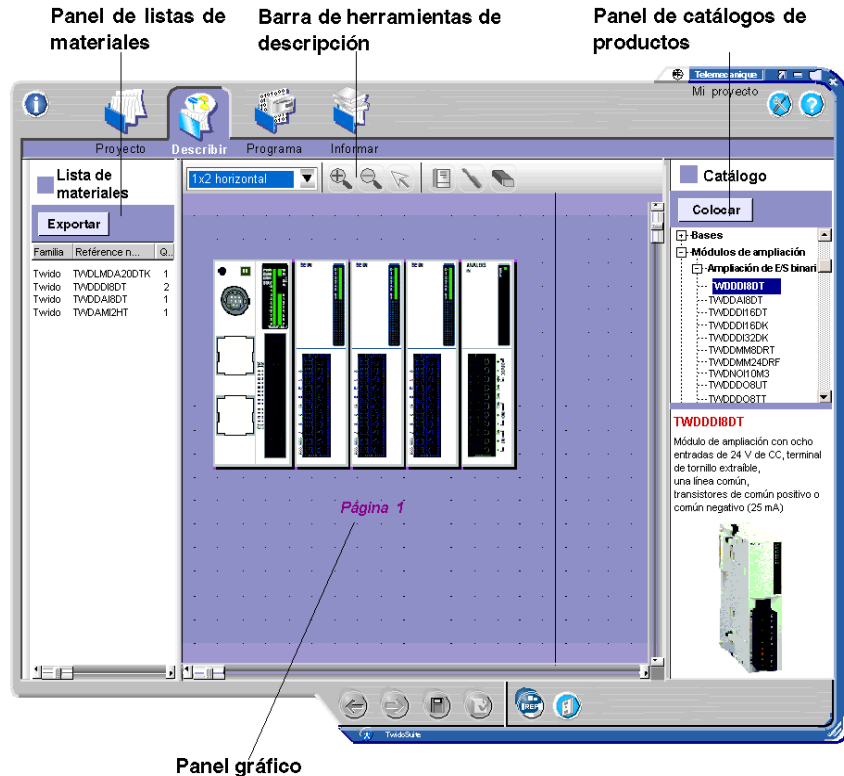 Panel de listas de
materiales
Barra de herramientas de
descripción
Panel de catálogos de
productos
Telemecanique
Mi proyecto
Proyecto
Describir
Programa
Informar
Lista de
materiales
Exportar
Familia Reférence n... Q..
Twido TWDLMDA20DTK 1
Twido TWDDDI8DT 2
Twido TWDDAI8DT 1
Twido TWDAMI2HT 1
1x2 horizontal
ANALOG
IN
Página 1
Catálogo
Colocar
Bases
Módulos de ampliación
Ampliación de E/S binari
WDDDI8DT
TWDDAI8DT
TWDDDI16DT
TWDDDI16DK
TWDDDI32DK
TWDDMM8DRT
TWDDMM24DRF
TWDNOI10M3
TWDDDO8UT
TWDDDO8TT
TWDDDI8DT
Módulo de ampliación con ocho
entradas de 24 V de CC, terminal
de tornillo extraíble,
una línea común,
transistores de común positivo o
común negativo (25 mA)
TwidoSuite
Panel gráfico